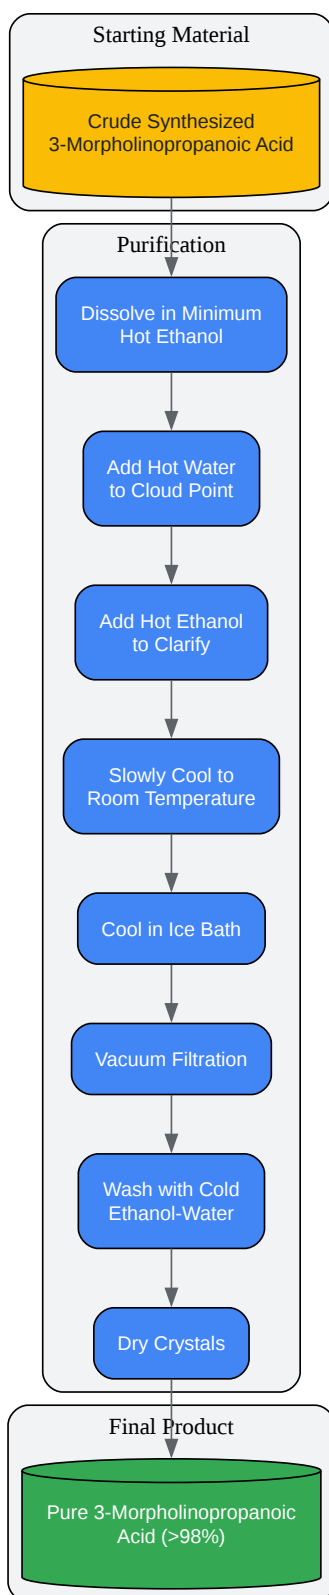 Starting Material
Crude Synthesized
3-Morpholinopropanoic Acid
Purification
Dissolve in Minimum
Hot Ethanol
Add Hot Water
to Cloud Point
Add Hot Ethanol
to Clarify
Slowly Cool to
Room Temperature
Cool in Ice Bath
Vacuum Filtration
Wash with Cold
Ethanol-Water
Dry Crystals
Final Product
Pure 3-Morpholinopropanoic
Acid (>98%)